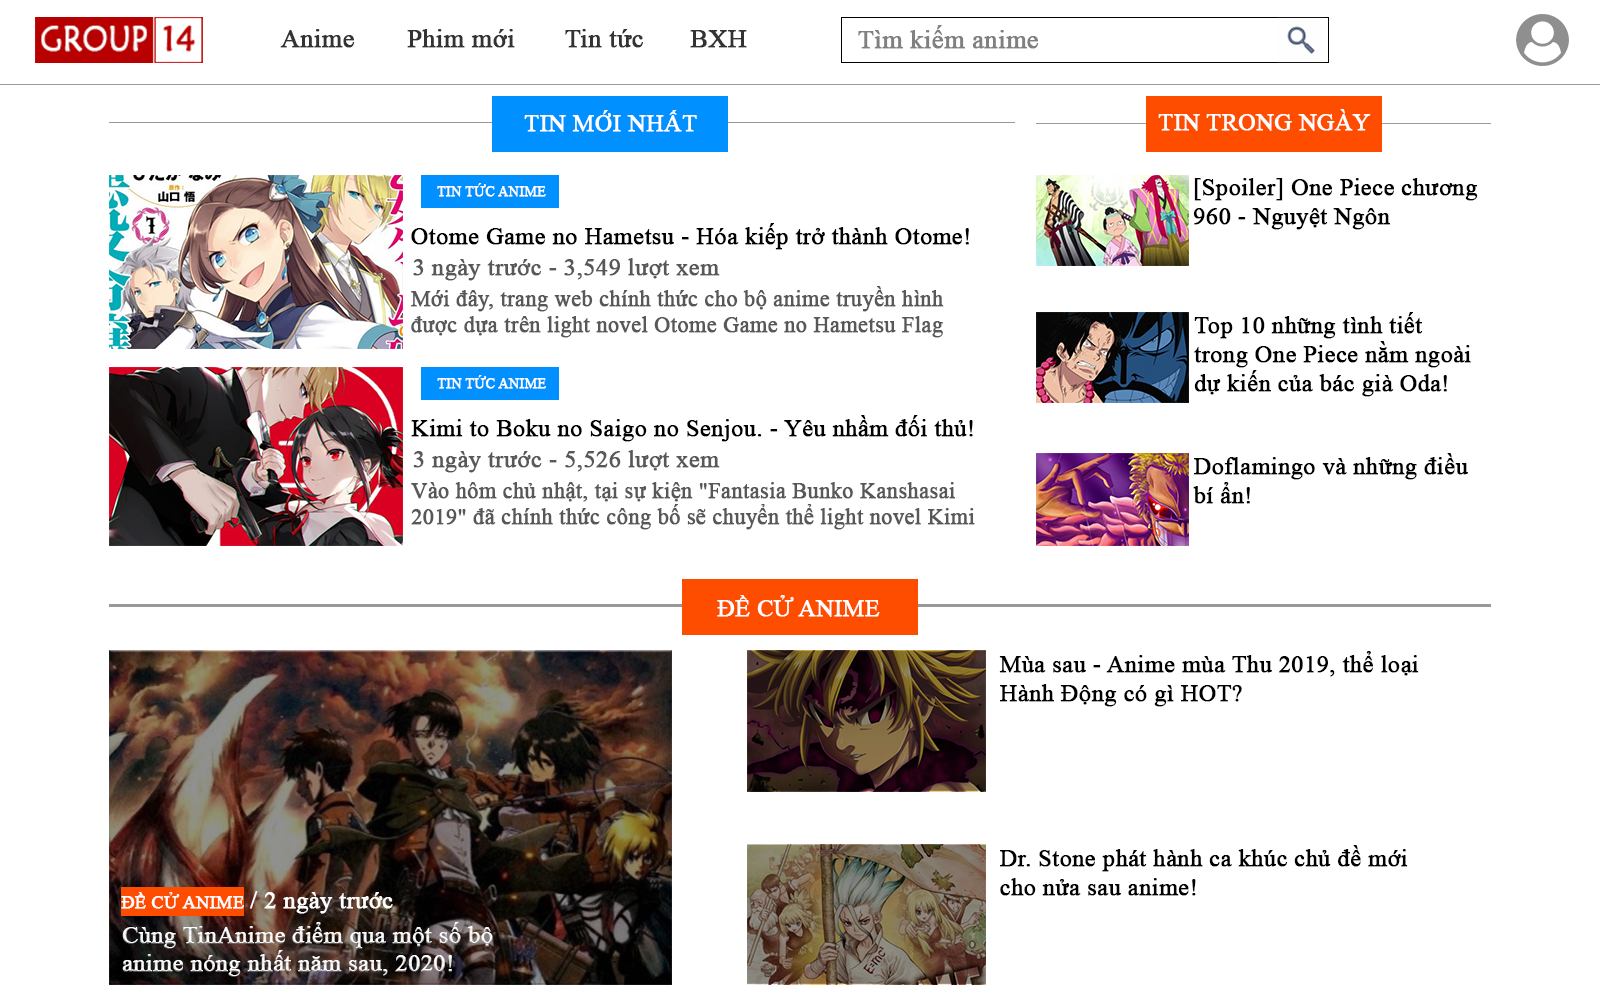 GROUP 14
Anime
Phim mới
Tin tức
BXH
Tìm kiếm anime
TIN MỚI NHẤT
山口 悟
1
TIN TỨC ANIME
Otome Game no Hametsu - Hóa kiếp trở thành Otome!
3 ngày trước - 3,549 lượt xem
Mới đây, trang web chính thức cho bộ anime truyền hình
được dựa trên light novel Otome Game no Hametsu Flag
TIN TỨC ANIME
Kimi to Boku no Saigo no Senjou. - Yêu nhầm đối thủ!
3 ngày trước - 5,526 lượt xem
Vào hôm chủ nhật, tại sự kiện "Fantasia Bunko Kanshasai
2019" đã chính thức công bố sẽ chuyển thể light novel Kimi
TIN TRONG NGÀY
[Spoiler] One Piece chương
960 - Nguyệt Ngôn
Top 10 những tình tiết
trong One Piece nằm ngoài
dự kiến của bác già Oda!
Doflamingo và những điều
bí ẩn!
ĐỀ CỬ ANIME
ĐỀ CỬ ANIME / 2 ngày trước
Cùng TinAnime điểm qua một số bộ
anime nóng nhất năm sau, 2020!
Mùa sau - Anime mùa Thu 2019, thể loại
Hành Động có gì HOT?
E=mc²
Dr. Stone phát hành ca khúc chủ đề mới
cho nửa sau anime!